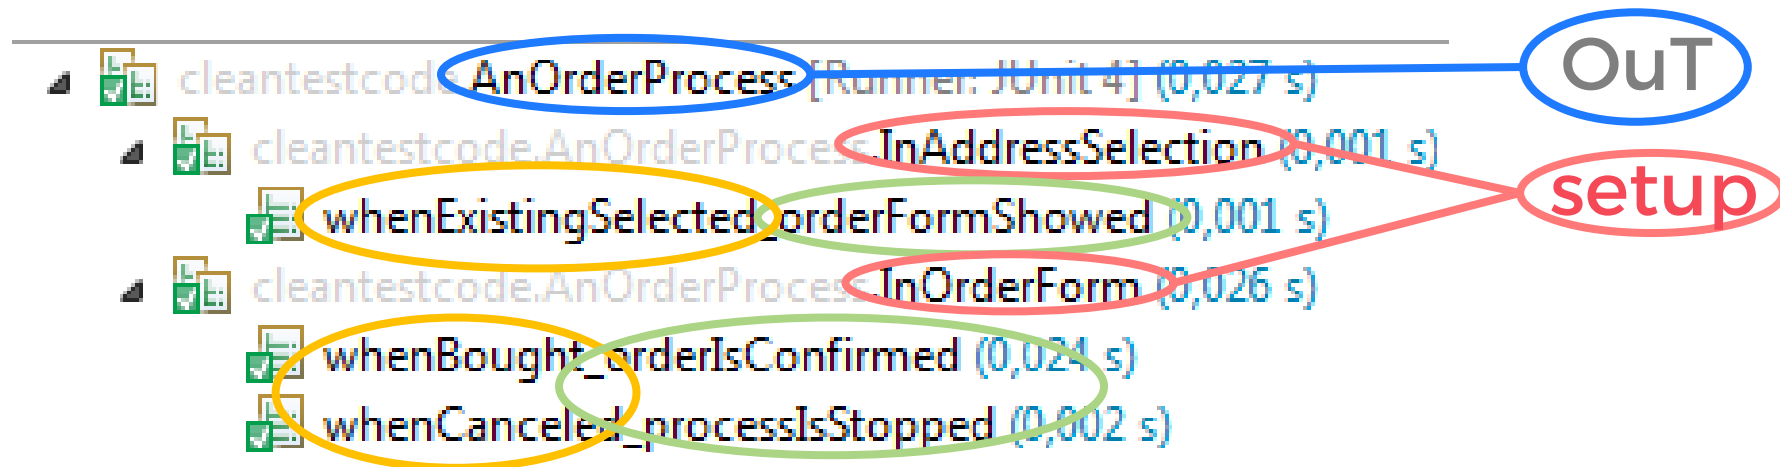 cleantestcode.AnOrderProcess [Runner: JUnit 4] (0,027 s)
OuT
cleantestcode.AnOrderProcess.InAddressSelection (0,001 s)
setup
whenExistingSelected_orderFormShowed (0,001 s)
cleantestcode.AnOrderProcess.InOrderForm (0,026 s)
whenBought_orderIsConfirmed (0,024 s)
whenCanceled_processIsStopped (0,002 s)